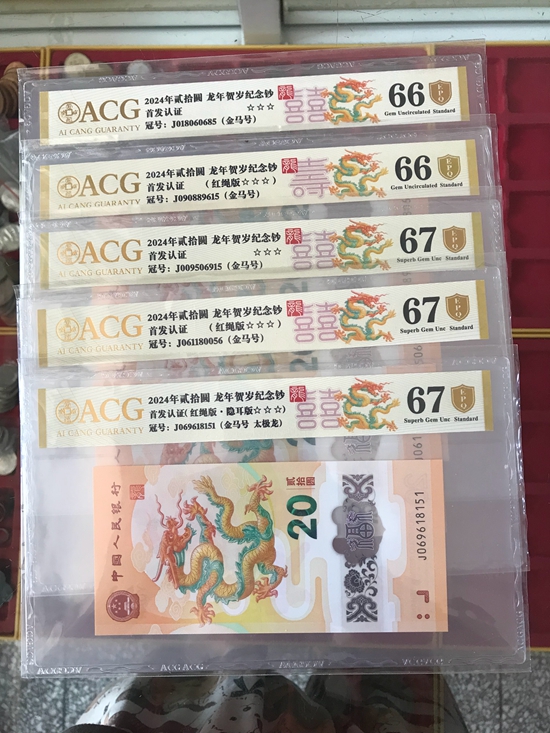 ACG
AI CANG GUARANTY
2024年贰拾圆 龙年贺岁纪念钞
首发认证 ☆☆☆
冠号: J018060685 (金马号)
龍
66
Gem Uncirculated Standard
EPQ
ACG
AI CANG GUARANTY
2024年贰拾圆 龙年贺岁纪念钞
首发认证 (红绳版☆☆☆)
冠号: J090889615 (金马号)
龍
66
Gem Uncirculated Standard
EPQ
ACG
AI CANG GUARANTY
2024年贰拾圆 龙年贺岁纪念钞
首发认证 ☆☆☆
冠号: J009506915 (金马号)
龍
67
Superb Gem Unc Standard
EPQ
ACG
AI CANG GUARANTY
2024年贰拾圆 龙年贺岁纪念钞
首发认证 (红绳版☆☆☆)
冠号: J061180056 (金马号)
龍
67
Superb Gem Unc Standard
EPQ
ACG
AI CANG GUARANTY
2024年贰拾圆 龙年贺岁纪念钞
首发认证(红绳版·隐耳版☆☆☆)
冠号: J069618151 (金马号 太极龙)
龍
67
Superb Gem Unc Standard
EPQ
中国人民银行
贰拾圆
20
J069618151
ACGACG